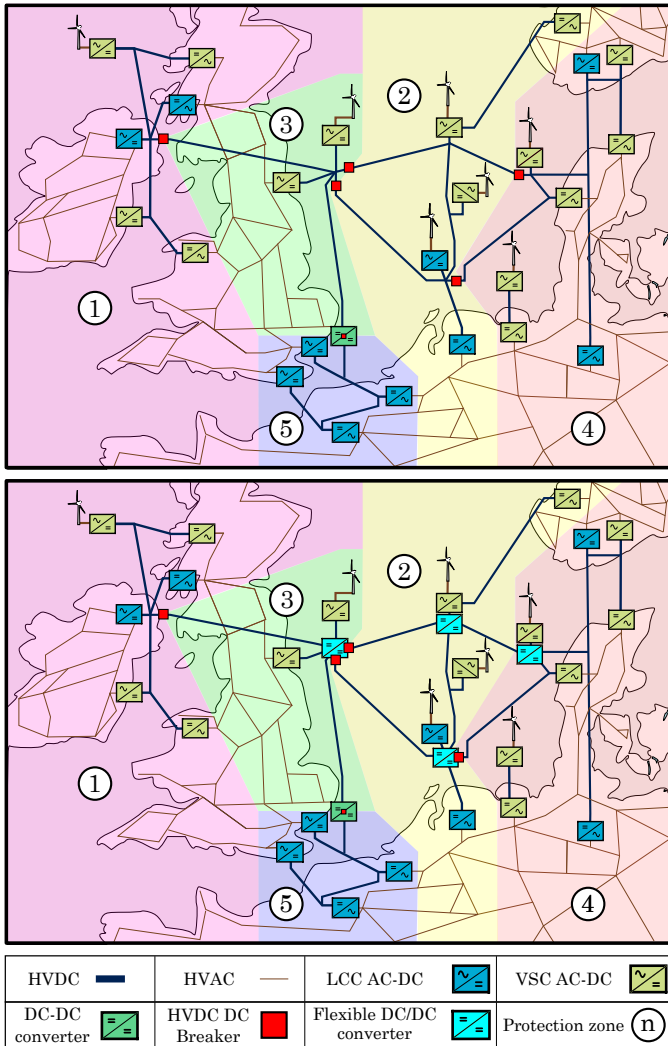 2
3
1
4
5
2
3
1
4
5
HVDC
HVAC
LCC AC-DC
VSC AC-DC
DC-DC
converter
HVDC DC
Breaker
Flexible DC/DC
converter
Protection zone n